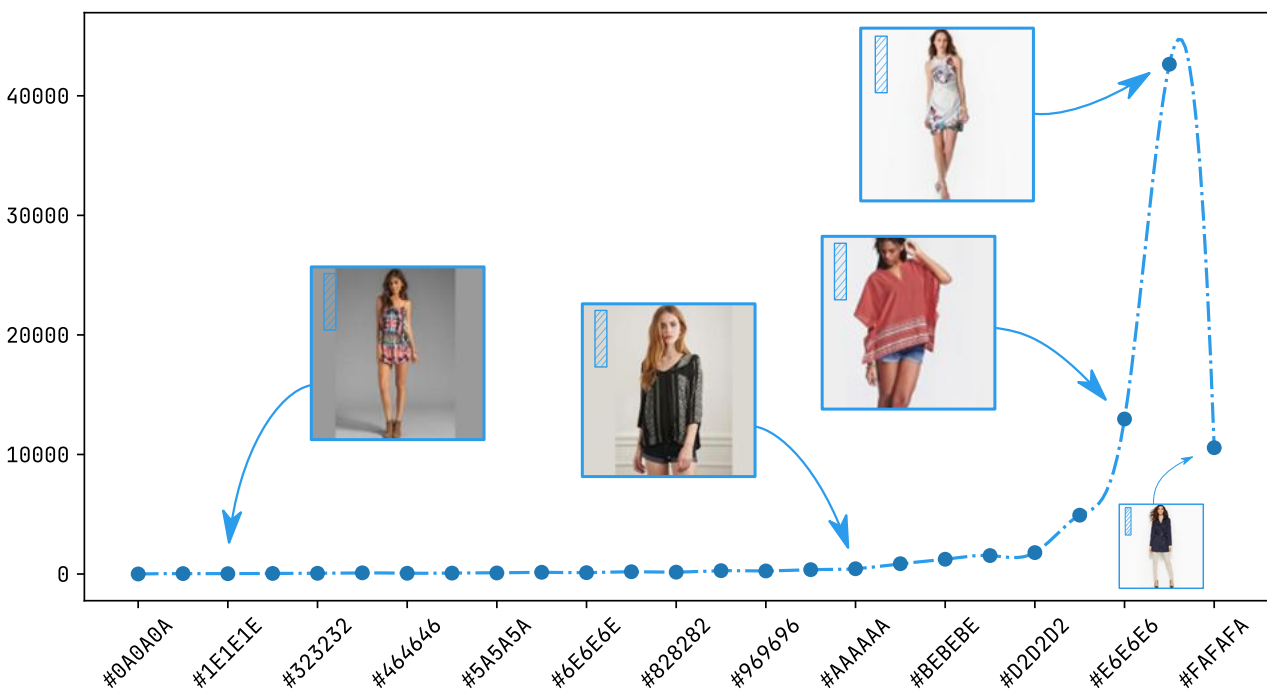 40000
30000
20000
10000
0
#0A0A0A
#1E1E1E
#323232
#464646
#5A5A5A
#6E6E6E
#828282
#969696
#AAAAAA
#BEBEBE
#D2D2D2
#E6E6E6
#FAFAFA